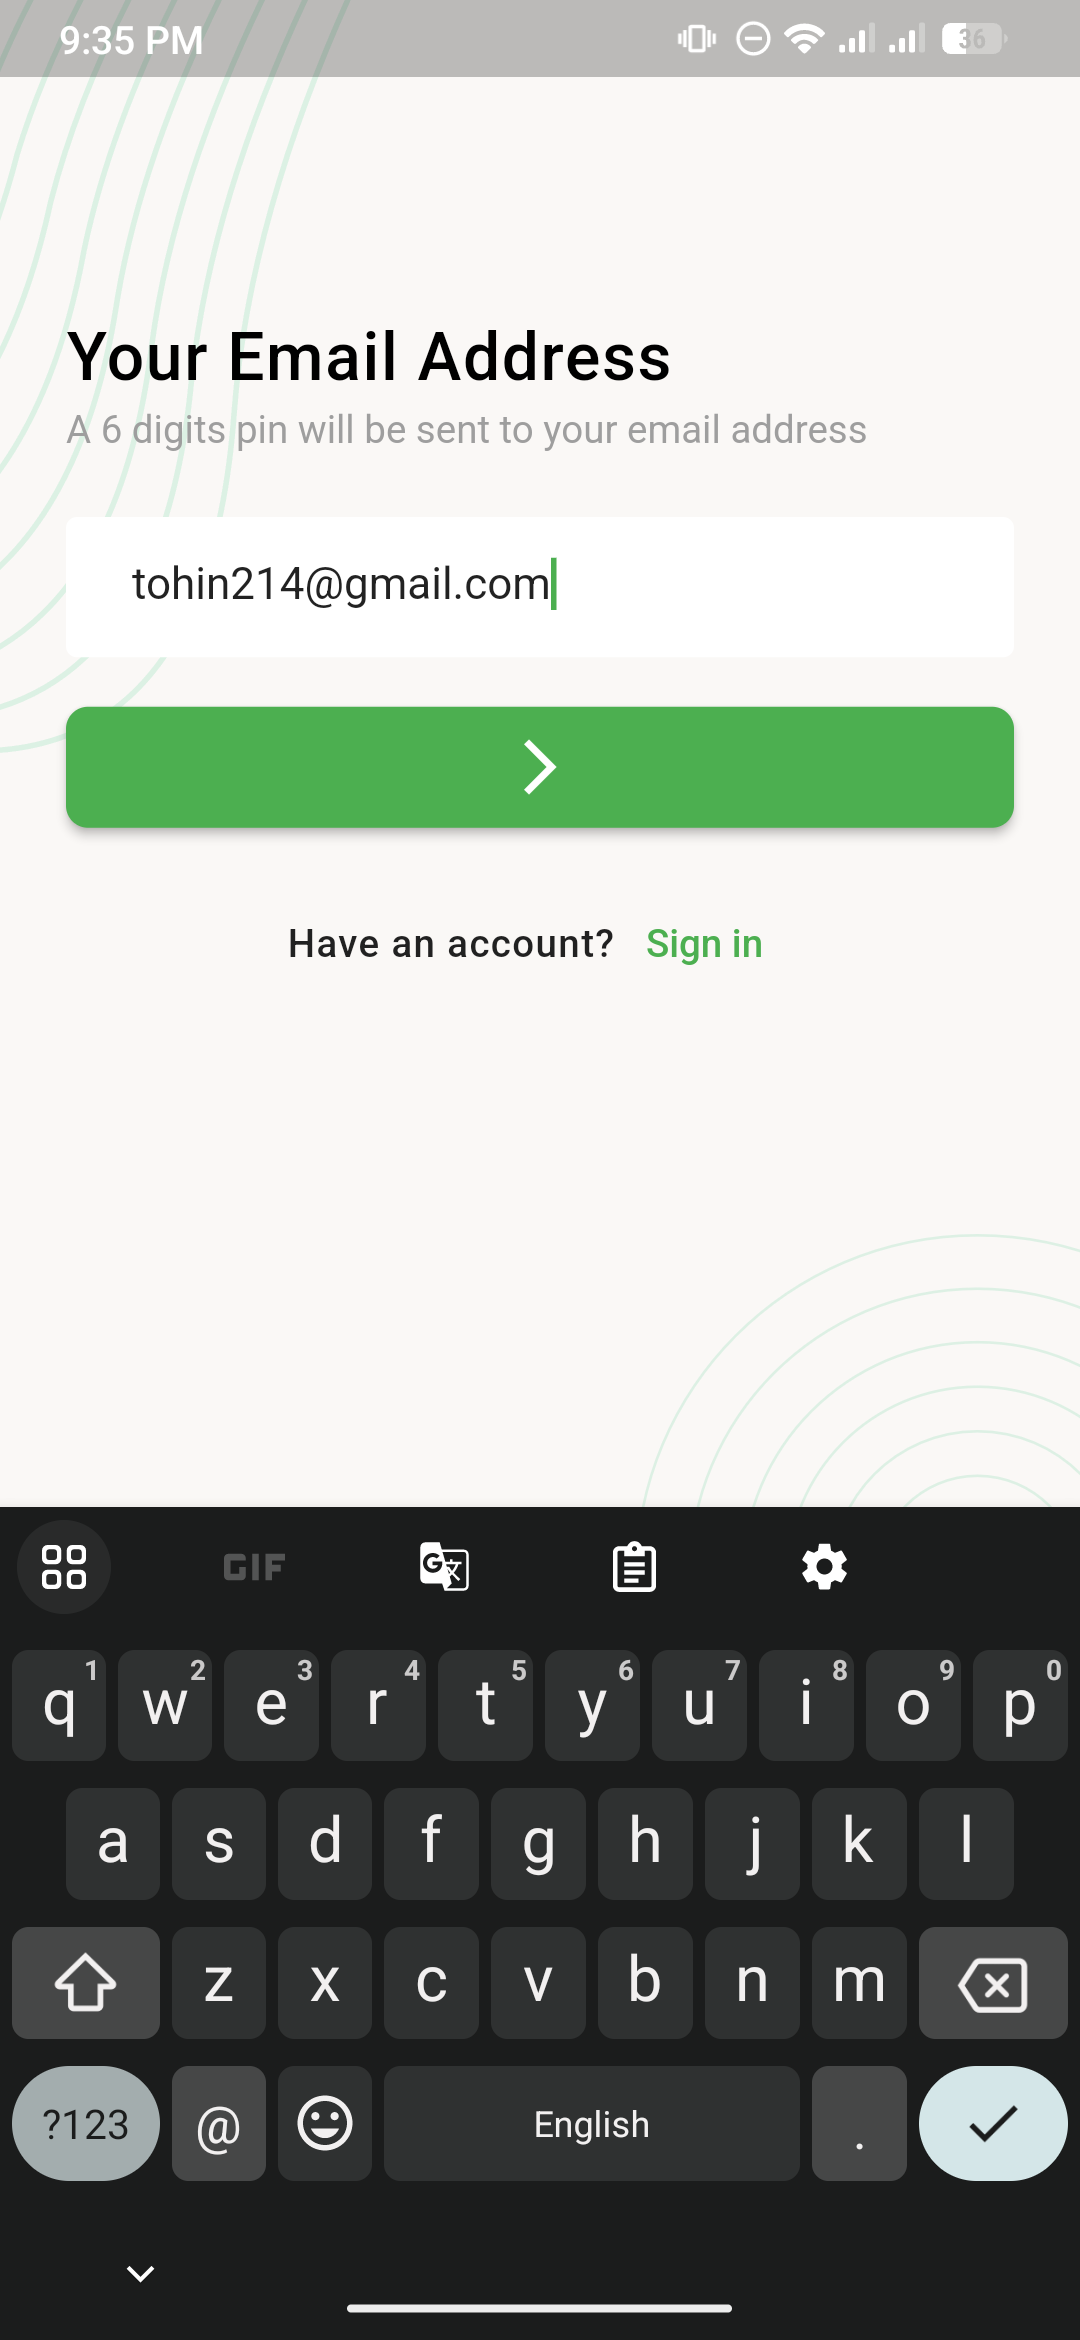 9:35 PM 36
Your Email Address
A 6 digits pin will be sent to your email address
tohin214@gmail.com
Have an account? Sign in
GIF G 文
q 1 w 2 e 3 r 4 t 5 y 6 u 7 i 8 o 9 p 0
a s d f g h j k l
z x c v b n m
?123 @ English .